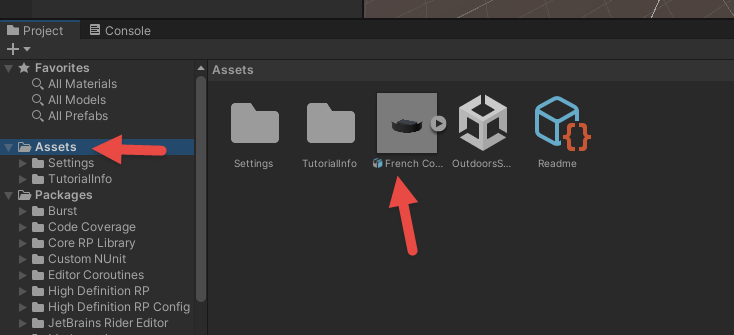 Project
Console
Favorites
All Materials
All Models
All Prefabs
Assets
Settings
TutorialInfo
Packages
Burst
Code Coverage
Core RP Library
Custom NUnit
Editor Coroutines
High Definition RP
High Definition RP Config
JetBrains Rider Editor
Assets
Settings
TutorialInfo
French Co...
OutdoorsS...
Readme